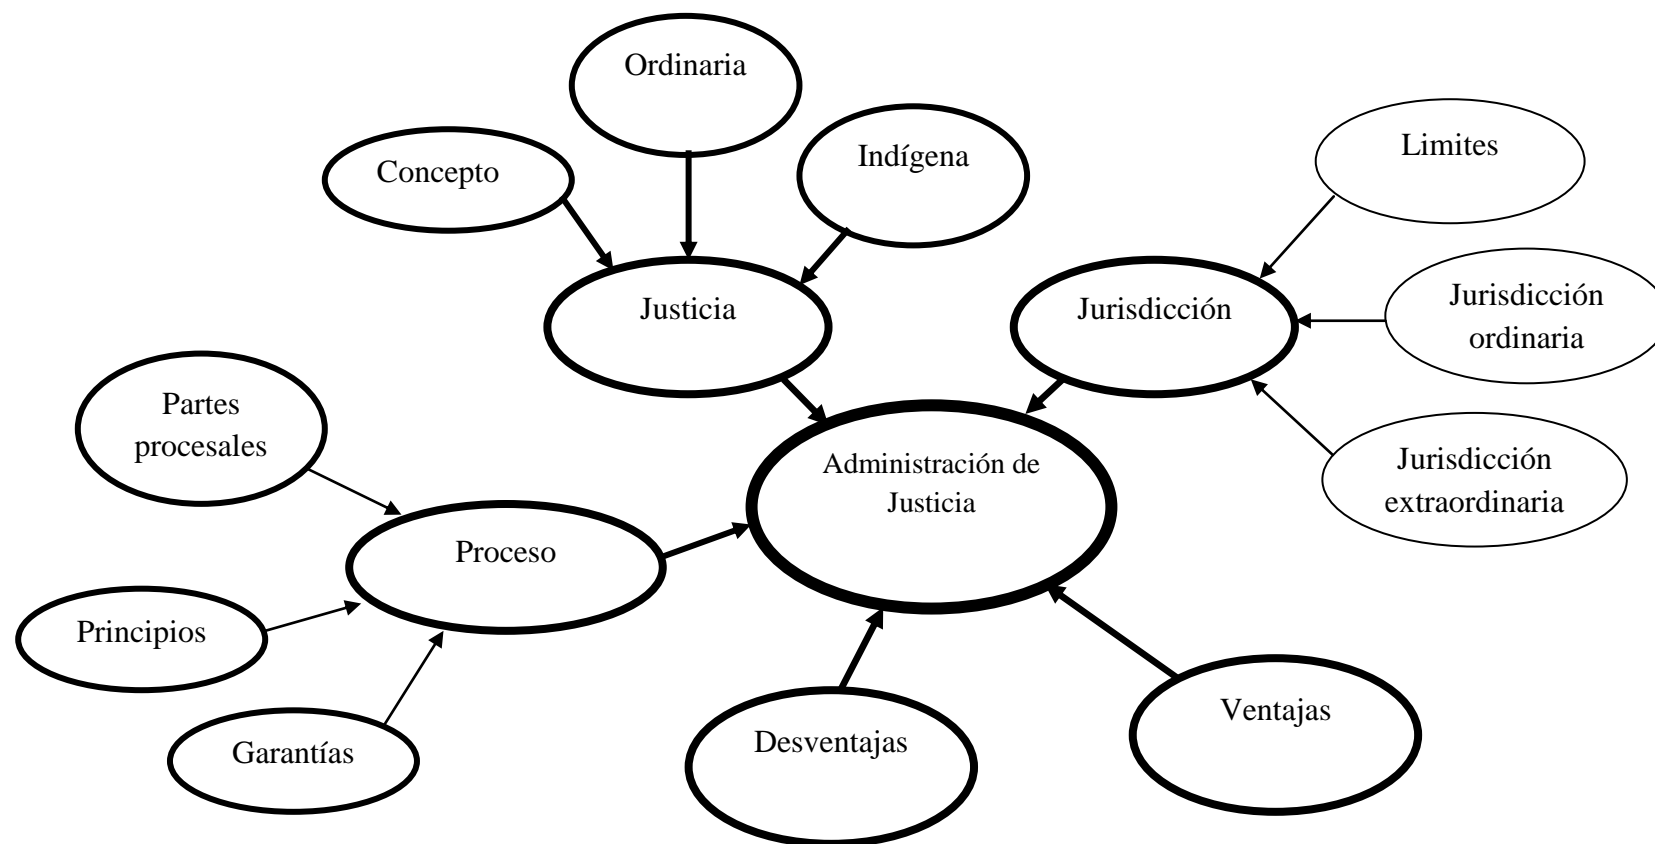 Ordinaria
Concepto
Indígena
Limites
Justicia
Jurisdicción
Jurisdicción
ordinaria
Partes
procesales
Administración de
Justicia
Jurisdicción
extraordinaria
Proceso
Principios
Garantías
Desventajas
Ventajas